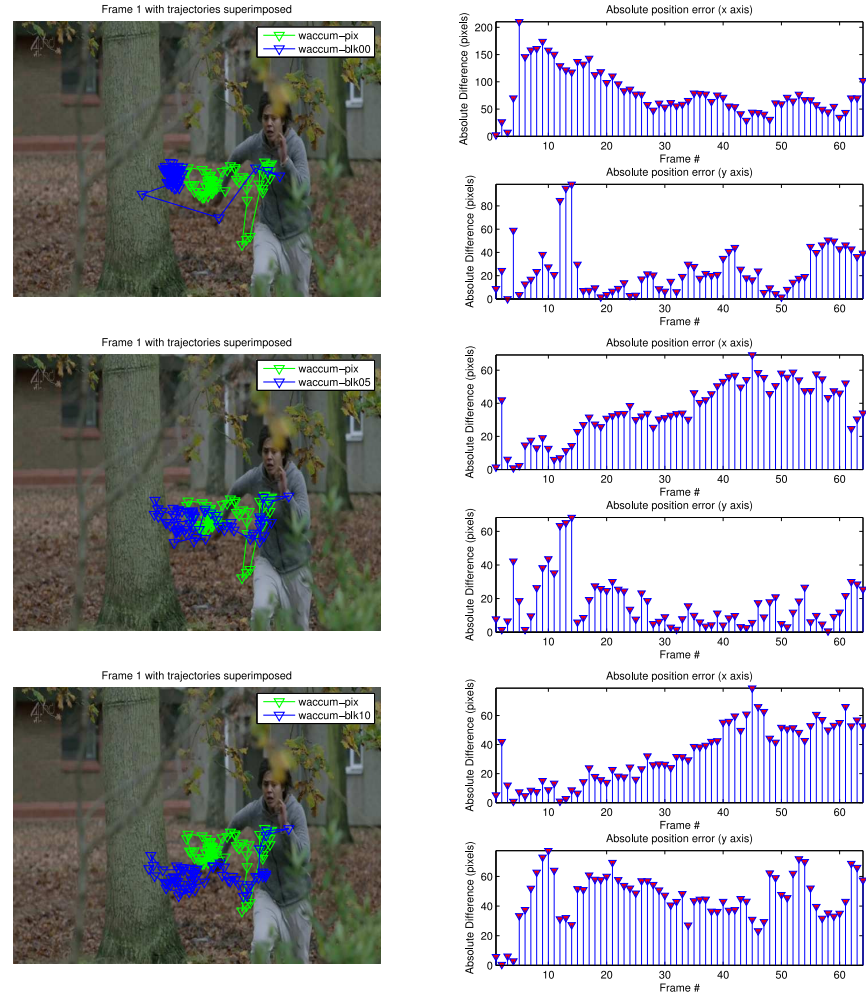 Frame 1 with trajectories superimposed
waccum−pix
waccum−blk00
Absolute position error (x axis)
Absolute Difference (pixels)
200
150
100
50
0
10 20 30 40 50 60
Frame #
Absolute position error (y axis)
Absolute Difference (pixels)
80
60
40
20
0
10 20 30 40 50 60
Frame #
Frame 1 with trajectories superimposed
waccum−pix
waccum−blk05
Absolute position error (x axis)
Absolute Difference (pixels)
60
40
20
0
10 20 30 40 50 60
Frame #
Absolute position error (y axis)
Absolute Difference (pixels)
60
40
20
0
10 20 30 40 50 60
Frame #
Frame 1 with trajectories superimposed
waccum−pix
waccum−blk10
Absolute position error (x axis)
Absolute Difference (pixels)
60
40
20
0
10 20 30 40 50 60
Frame #
Absolute position error (y axis)
Absolute Difference (pixels)
60
40
20
0
10 20 30 40 50 60
Frame #